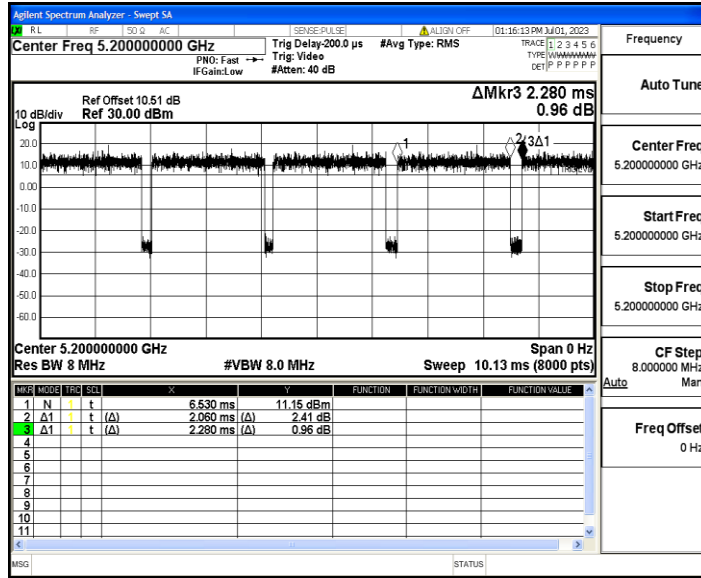 Agilent Spectrum Analyzer - Swept SA
RL RF 50 Ω AC SENSE:PULSE ALIGN OFF 01:16:13 PM Jul 01, 2023
Center Freq 5.200000000 GHz
PNO: Fast
IFGain:Low
Trig Delay-200.0 µs
Trig: Video
#Atten: 40 dB
#Avg Type: RMS
TRACE 1 2 3 4 5 6
TYPE WWWWWW
DET P P P P P P
ΔMkr3 2.280 ms
0.96 dB
Ref Offset 10.51 dB
10 dB/div Ref 30.00 dBm
Log
20.0
10.0
0.00
-10.0
-20.0
-30.0
-40.0
-50.0
-60.0
1
2/3Δ1
Center 5.200000000 GHz Span 0 Hz
Res BW 8 MHz #VBW 8.0 MHz Sweep 10.13 ms (8000 pts)
MKR MODE TRC SCL X Y FUNCTION FUNCTION WIDTH FUNCTION VALUE
1 N 1 t 6.530 ms 11.15 dBm
2 Δ1 1 t (Δ) 2.060 ms (Δ) 2.41 dB
3 Δ1 1 t (Δ) 2.280 ms (Δ) 0.96 dB
4
5
6
7
8
9
10
11
MSG STATUS
Frequency
Auto Tune
Center Freq
5.200000000 GHz
Start Freq
5.200000000 GHz
Stop Freq
5.200000000 GHz
CF Step
8.000000 MHz
Auto Man
Freq Offset
0 Hz